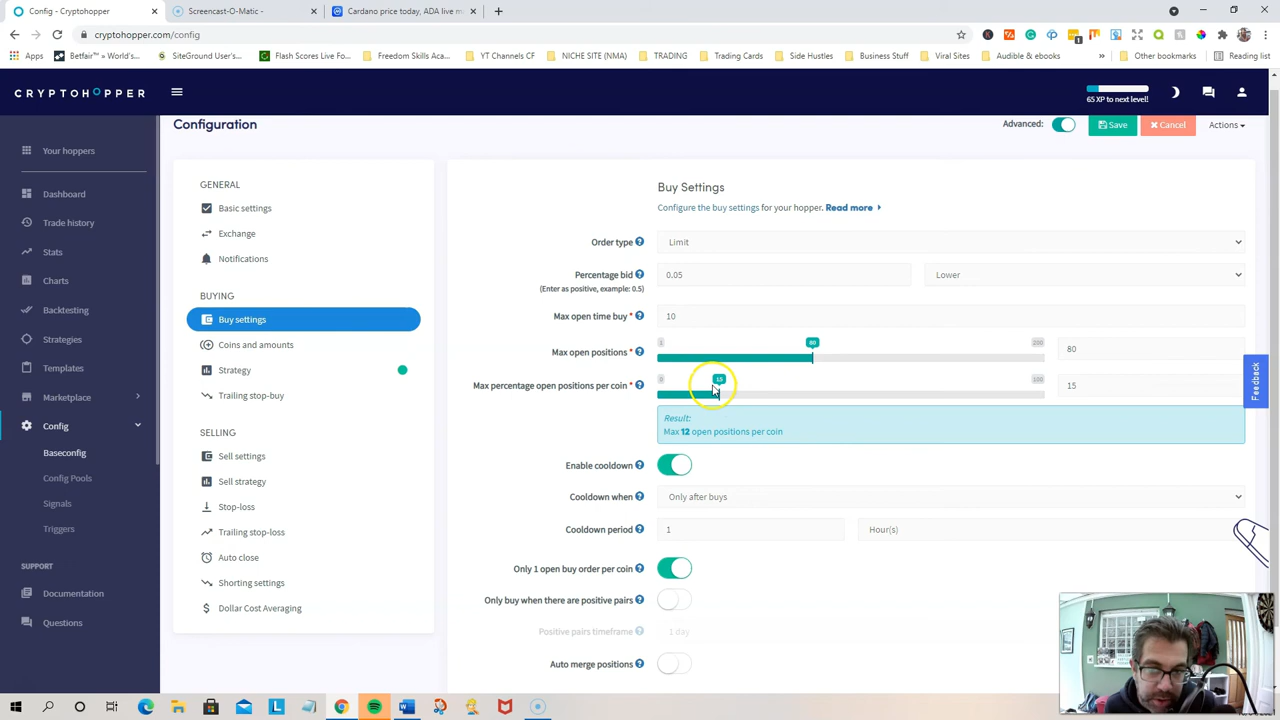 Config - Cryptohopper
Screencast-O-Matic -
Cardano price today, ADA live m
cryptohopper.com/config
Apps
Betfair™ » World's...
SiteGround Web Hos...
Flash Scores Live Fo...
Freedom Skills Acad...
YT Channels CF
NICHE SITE (NMA)
TRADING
Trading Cards
Side Hustles
Business Stuff
Viral Sites
Audible & ebooks
»
Other bookmarks
Reading list
CRYPTOHOPPER
65 XP to next level!
Configuration
Advanced:
Save
Cancel
Actions
Your hoppers
Dashboard
Trade history
Stats
Charts
Backtesting
Strategies
Templates
Marketplace
Config
Baseconfig
Config Pools
Signals
Triggers
SUPPORT
Documentation
Questions
GENERAL
Basic settings
Exchange
Notifications
BUYING
Buy settings
Coins and amounts
Strategy
Trailing stop-buy
SELLING
Sell settings
Sell strategy
Stop-loss
Trailing stop-loss
Auto close
Shorting settings
Dollar Cost Averaging
Buy Settings
Configure the buy settings for your hopper. Read more
Order type
Limit
Percentage bid
(Enter as positive, example: 0.5)
0.05
Lower
Max open time buy *
10
Max open positions *
1
80
200
80
Max percentage open positions per coin *
0
15
100
15
Result:
Max 12 open positions per coin
Enable cooldown
Cooldown when
Only after buys
Cooldown period
1
Hour(s)
Only 1 open buy order per coin
Only buy when there are positive pairs
Positive pairs timeframe
1 day
Auto merge positions
Feedback